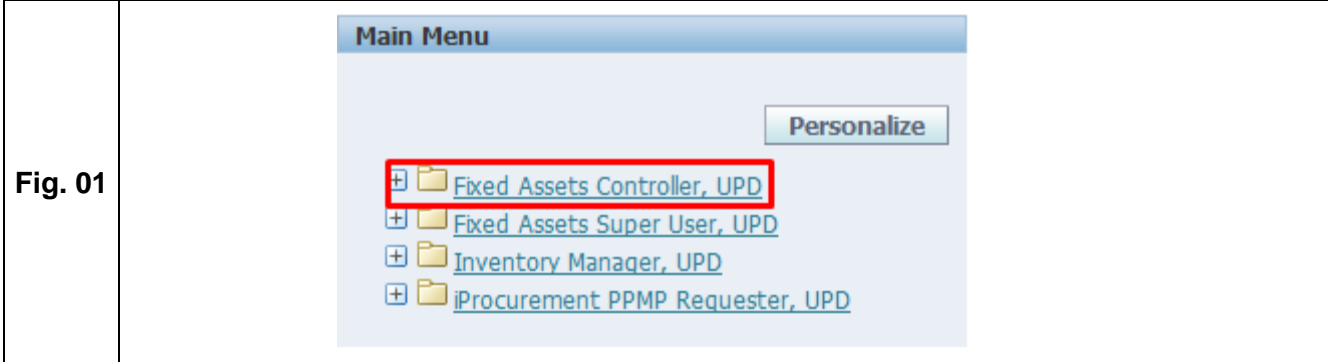 Main Menu
Personalize
Fig. 01
Fixed Assets Controller, UPD
Fixed Assets Super User, UPD
Inventory Manager, UPD
iProcurement PPMP Requester, UPD